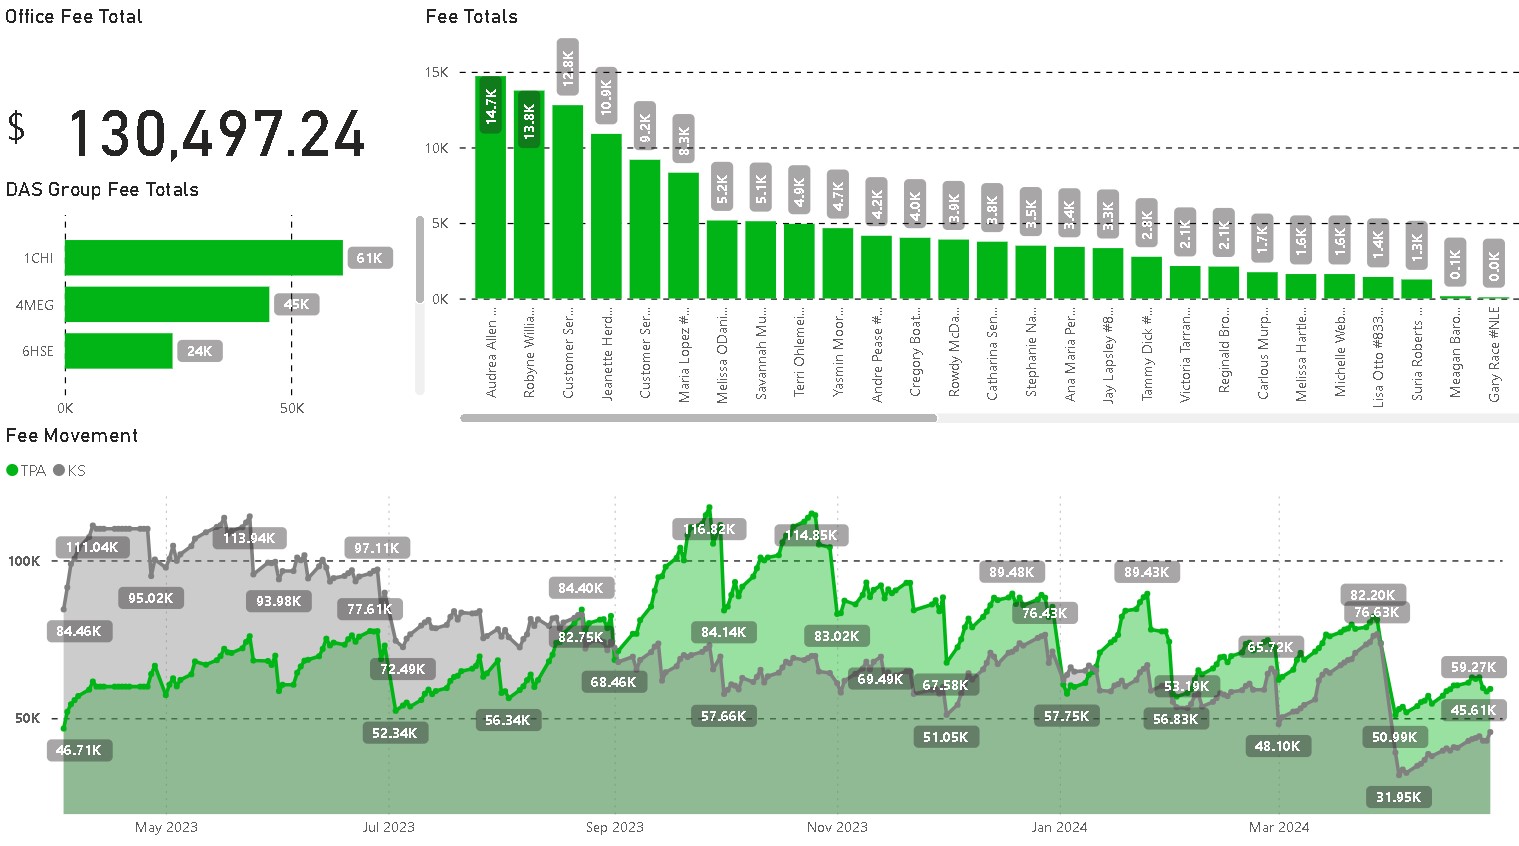 Office Fee Total
$ 130,497.24
DAS Group Fee Totals
1CHI 61K
4MEG 45K
6HSE 24K
0K 50K
Fee Totals
15K
10K
5K
0K
14.7K 13.8K 12.8K 10.9K 9.2K 8.3K 5.2K 5.1K 4.9K 4.7K 4.2K 4.0K 3.9K 3.8K 3.5K 3.4K 3.3K 2.8K 2.1K 2.1K 1.7K 1.6K 1.6K 1.4K 1.3K 0.1K 0.0K
Audrea Allen ...
Robyne Willia...
Customer Ser...
Jeanette Herd...
Customer Ser...
Maria Lopez #...
Melissa ODani...
Savannah Mu...
Terri Ohlemei...
Yasmin Moor...
Andre Pease #...
Cregory Boat...
Rowdy McDa...
Catharina Sen...
Stephanie Na...
Ana Maria Per...
Jay Lapsley #8...
Tammy Dick #...
Victoria Tarran...
Reginald Bro...
Carlous Murp...
Melissa Hartle...
Michelle Web...
Lisa Otto #833...
Suria Roberts ...
Meagan Baro...
Gary Race #NLE
Fee Movement
TPA KS
100K
50K
111.04K
84.46K
46.71K
95.02K
113.94K
93.98K
97.11K
77.61K
72.49K
52.34K
56.34K
84.40K
82.75K
68.46K
116.82K
84.14K
57.66K
114.85K
83.02K
69.49K
67.58K
51.05K
89.48K
76.43K
57.75K
89.43K
53.19K
56.83K
65.72K
48.10K
82.20K
76.63K
50.99K
31.95K
59.27K
45.61K
May 2023 Jul 2023 Sep 2023 Nov 2023 Jan 2024 Mar 2024